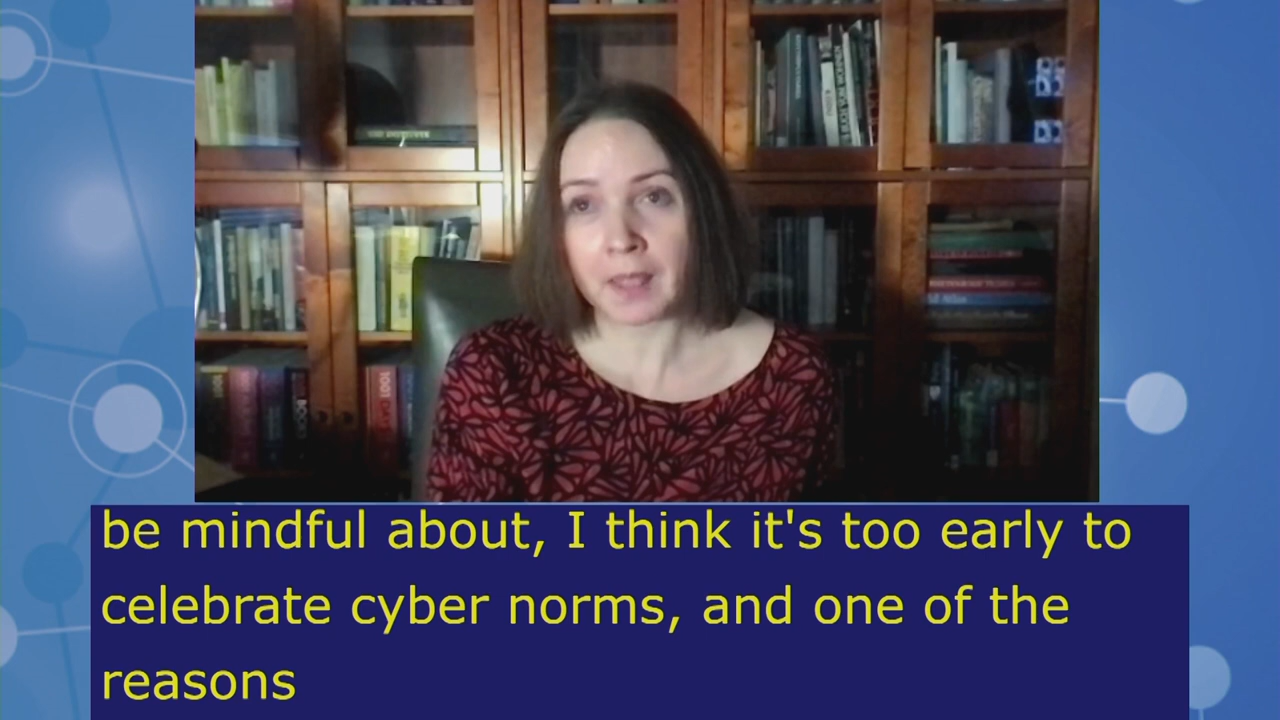 be mindful about, I think it's too early to
celebrate cyber norms, and one of the
reasons